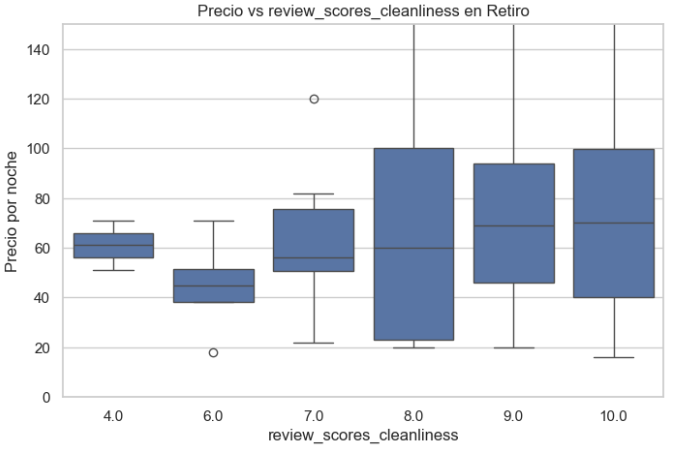 Precio vs review_scores_cleanliness en Retiro
Precio por noche
140
120
100
80
60
40
20
0
4.0 6.0 7.0 8.0 9.0 10.0
review_scores_cleanliness